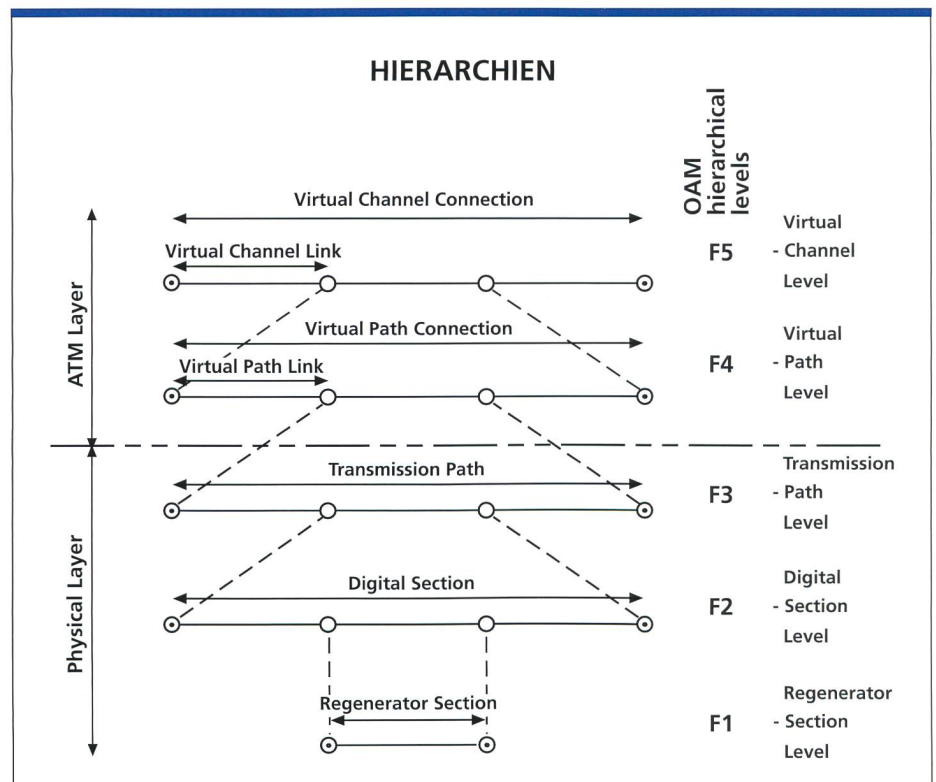 HIERARCHIEN
OAM
hierarchical
levels
Virtual Channel Connection
Virtual Channel Link
F5
Virtual
- Channel
Level
ATM Layer
Virtual Path Connection
Virtual Path Link
F4
Virtual
- Path
Level
Transmission Path
F3
Transmission
- Path
Level
Physical Layer
Digital Section
F2
Digital
- Section
Level
Regenerator Section
F1
Regenerator
- Section
Level